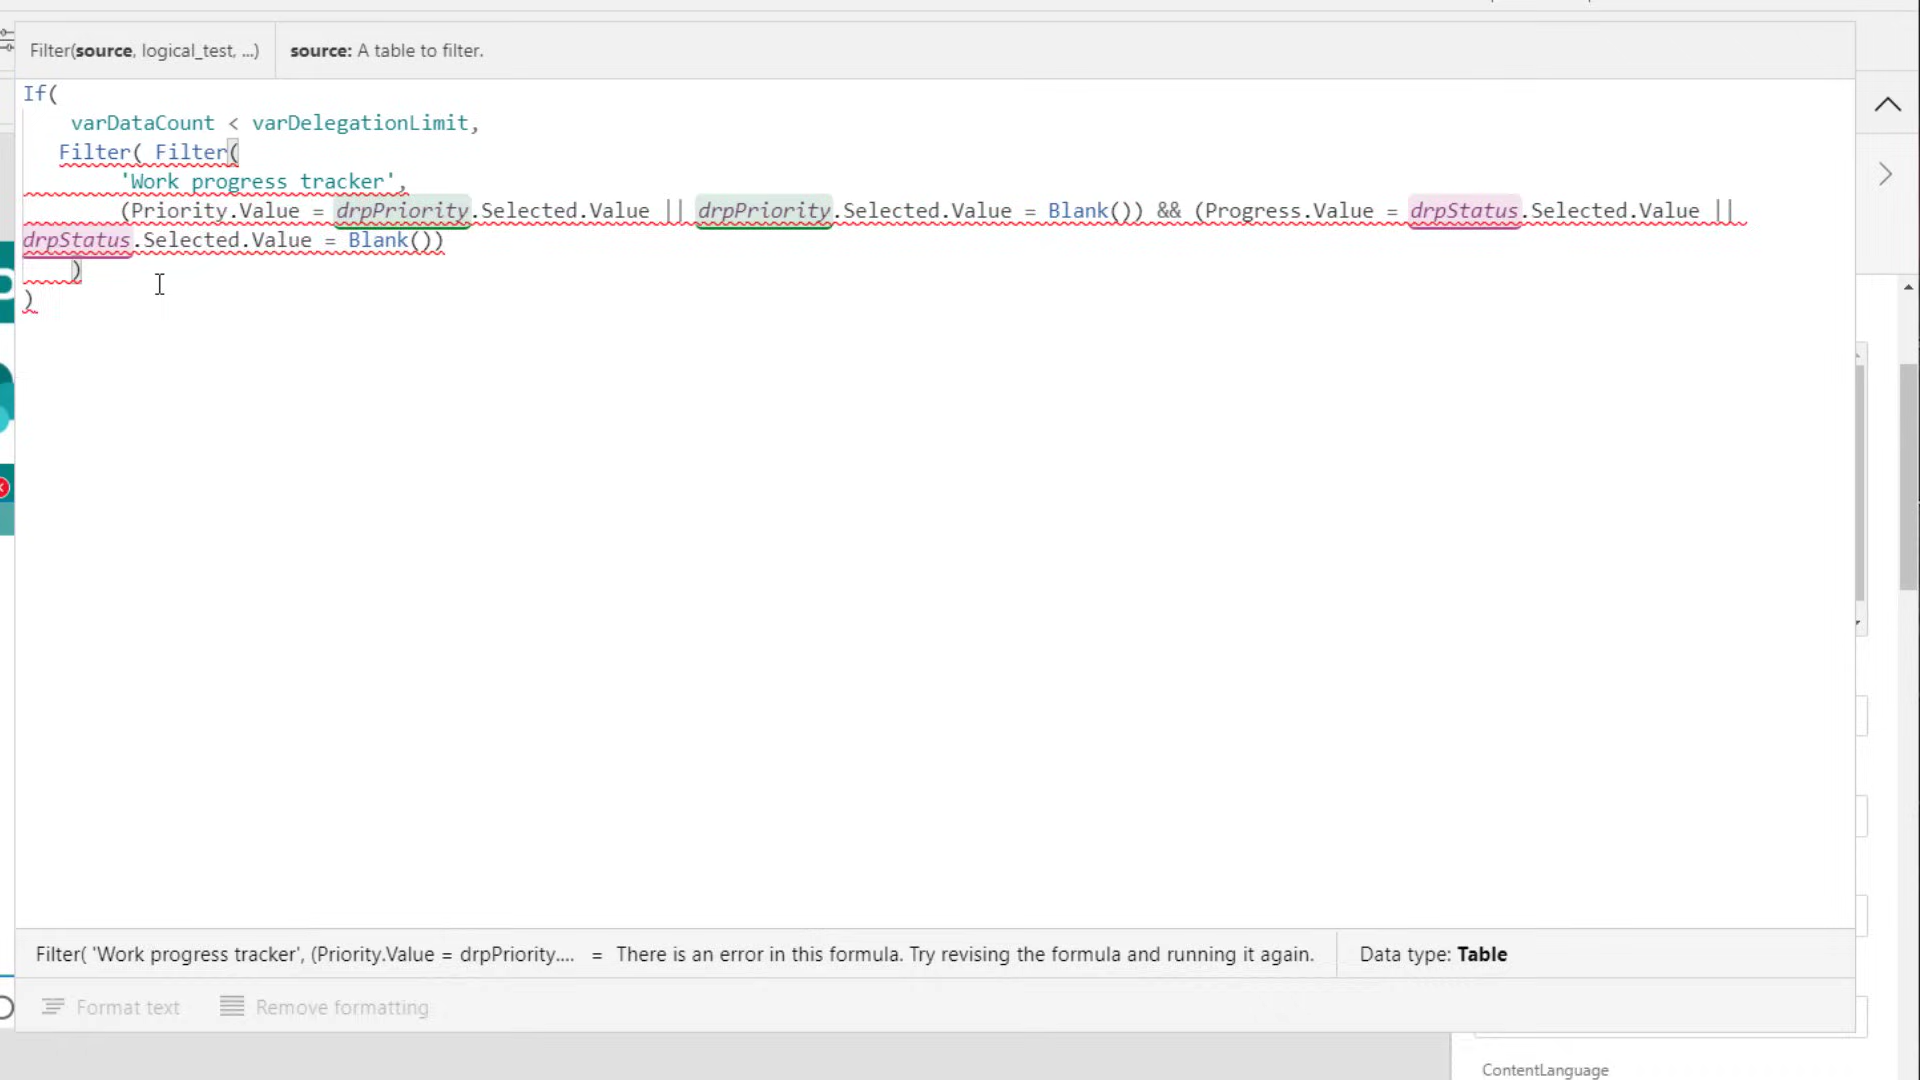 Filter(source, logical_test, ...) source: A table to filter.
If(
varDataCount < varDelegationLimit,
Filter( Filter(
'Work progress tracker',
(Priority.Value = drpPriority.Selected.Value || drpPriority.Selected.Value = Blank()) && (Progress.Value = drpStatus.Selected.Value ||
drpStatus.Selected.Value = Blank())
)
)
Filter( 'Work progress tracker', (Priority.Value = drpPriority.... = There is an error in this formula. Try revising the formula and running it again. Data type: Table
Format text Remove formatting
ContentLanguage